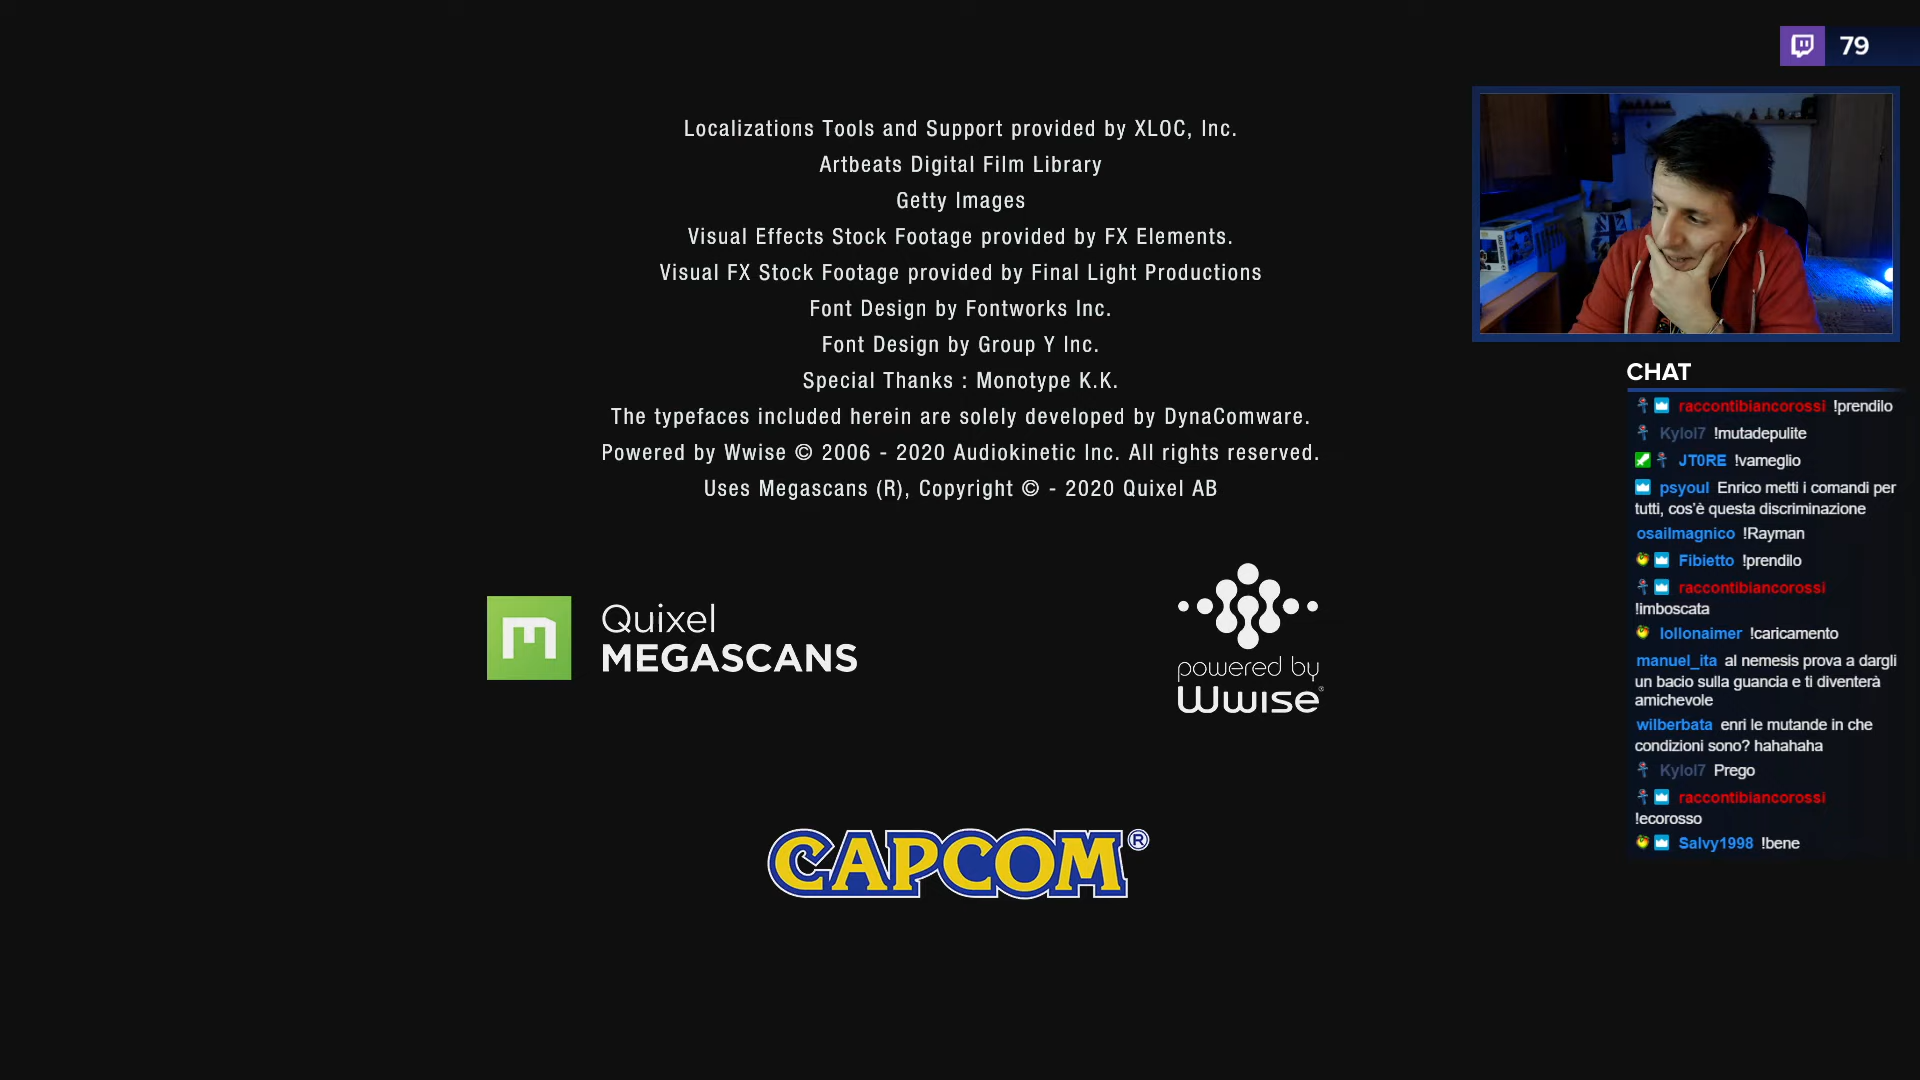 79
Localizations Tools and Support provided by XLOC, Inc.
Artbeats Digital Film Library
Getty Images
Visual Effects Stock Footage provided by FX Elements.
Visual FX Stock Footage provided by Final Light Productions
Font Design by Fontworks Inc.
Font Design by Group Y Inc.
Special Thanks : Monotype K.K.
The typefaces included herein are solely developed by DynaComware.
Powered by Wwise © 2006 - 2020 Audiokinetic Inc. All rights reserved.
Uses Megascans (R), Copyright © - 2020 Quixel AB
Quixel
MEGASCANS
powered by
Wwise®
CAPCOM®
CHAT
raccontibiancorossi !prendilo
Kylol7 !mutadepulite
JT0RE !vameglio
psyoul Enrico metti i comandi per
tutti, cos'è questa discriminazione
osailmagnico !Rayman
Fibietto !prendilo
raccontibiancorossi
!imboscata
lollonaimer !caricamento
manuel_ita al nemesis prova a dargli
un bacio sulla guancia e ti diventerà
amichevole
wilberbata enri le mutande in che
condizioni sono? hahahaha
Kylol7 Prego
raccontibiancorossi
!ecorosso
Salvy1998 !bene